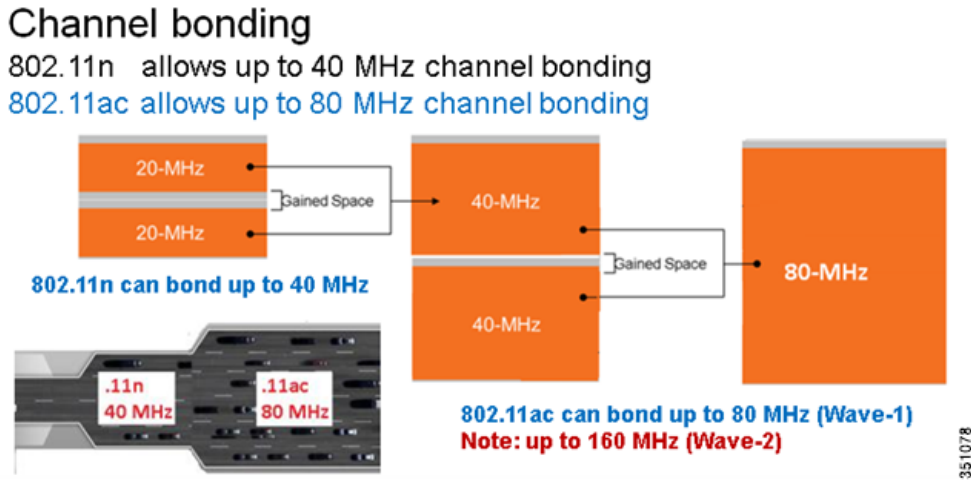 Channel bonding
802.11n allows up to 40 MHz channel bonding
802.11ac allows up to 80 MHz channel bonding
20-MHz
Gained Space
20-MHz
40-MHz
Gained Space
40-MHz
80-MHz
802.11n can bond up to 40 MHz
.11n
40 MHz
.11ac
80 MHz
802.11ac can bond up to 80 MHz (Wave-1)
Note: up to 160 MHz (Wave-2)
351078